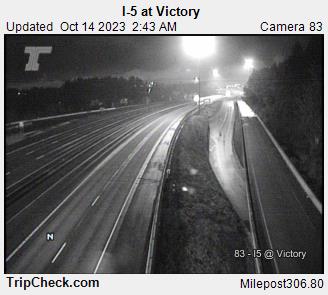 I-5 at Victory
Updated Oct 14 2023 2:43 AM Camera 83
T
N
83 - I5 @ Victory
TripCheck.com Milepost306.80